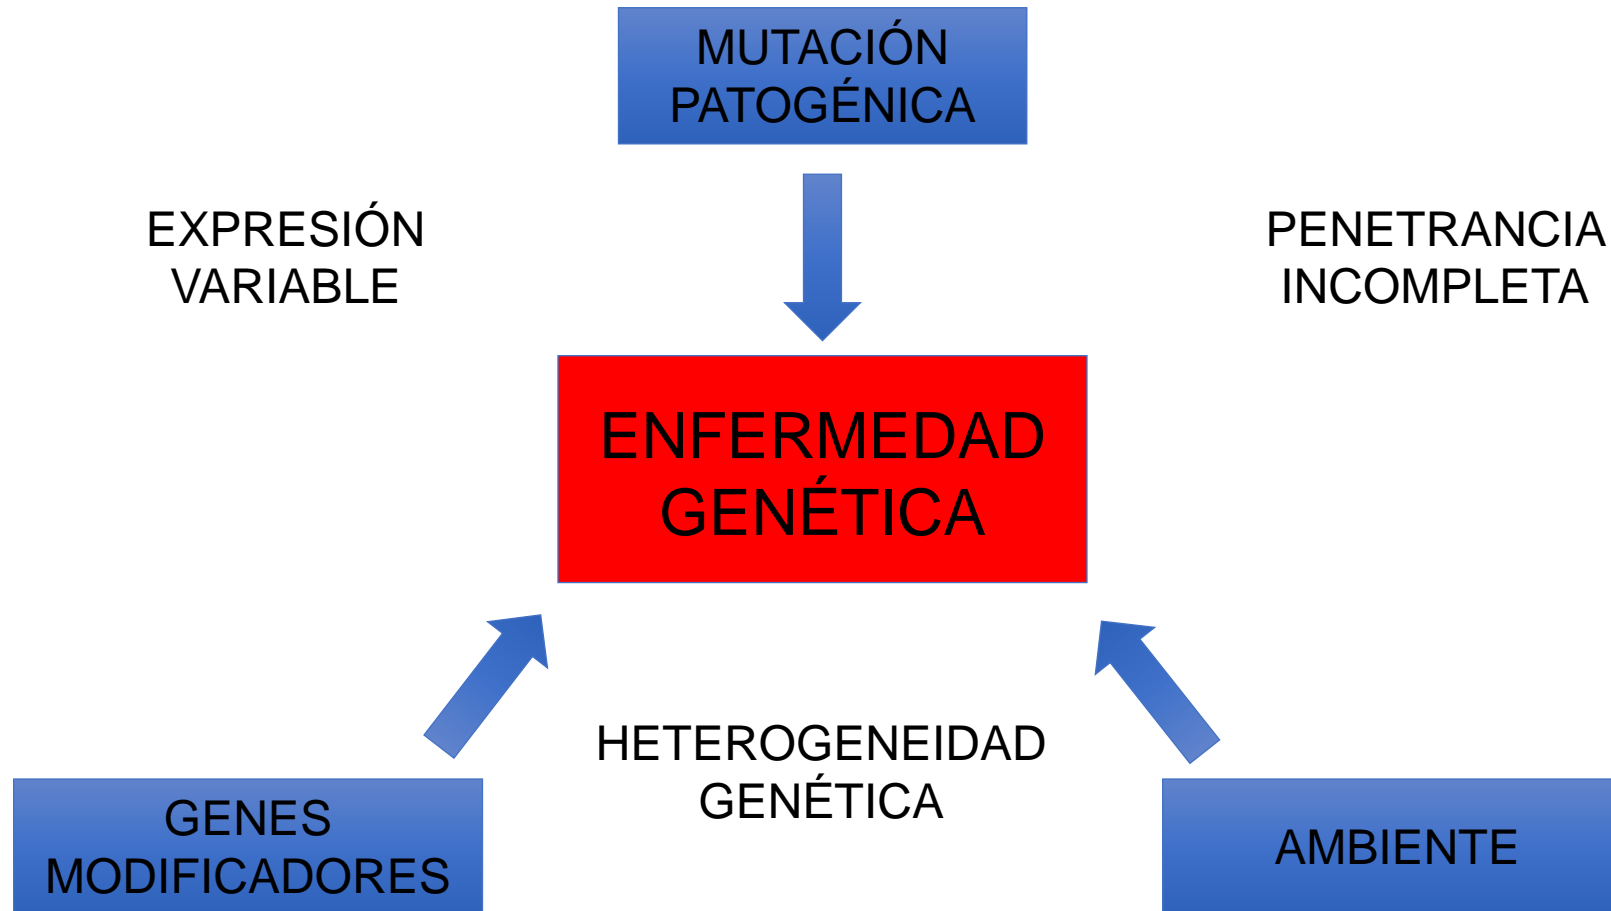 MUTACIÓN
PATOGÉNICA
EXPRESIÓN
VARIABLE
PENETRANCIA
INCOMPLETA
ENFERMEDAD
GENÉTICA
HETEROGENEIDAD
GENÉTICA
GENES
MODIFICADORES
AMBIENTE